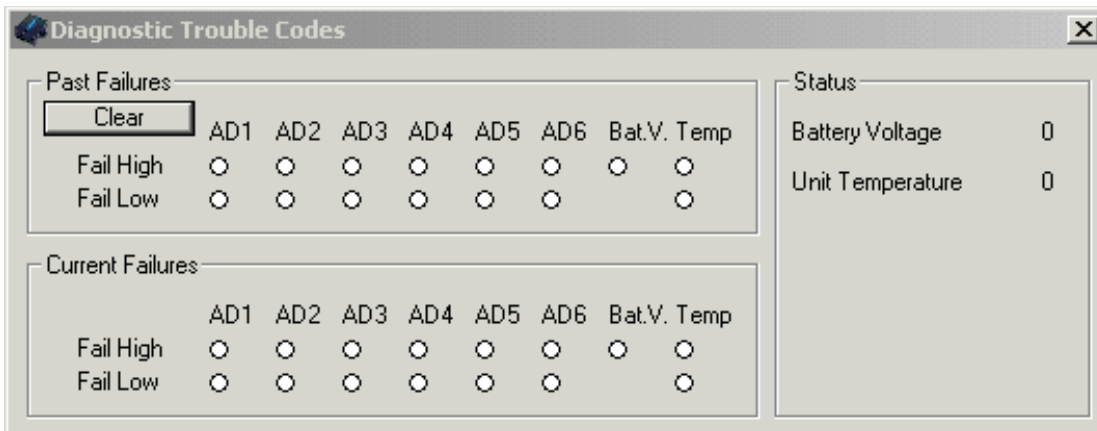 Diagnostic Trouble Codes
Past Failures
Clear
AD1 AD2 AD3 AD4 AD5 AD6 Bat.V. Temp
Fail High
Fail Low
Current Failures
AD1 AD2 AD3 AD4 AD5 AD6 Bat.V. Temp
Fail High
Fail Low
Status
Battery Voltage 0
Unit Temperature 0